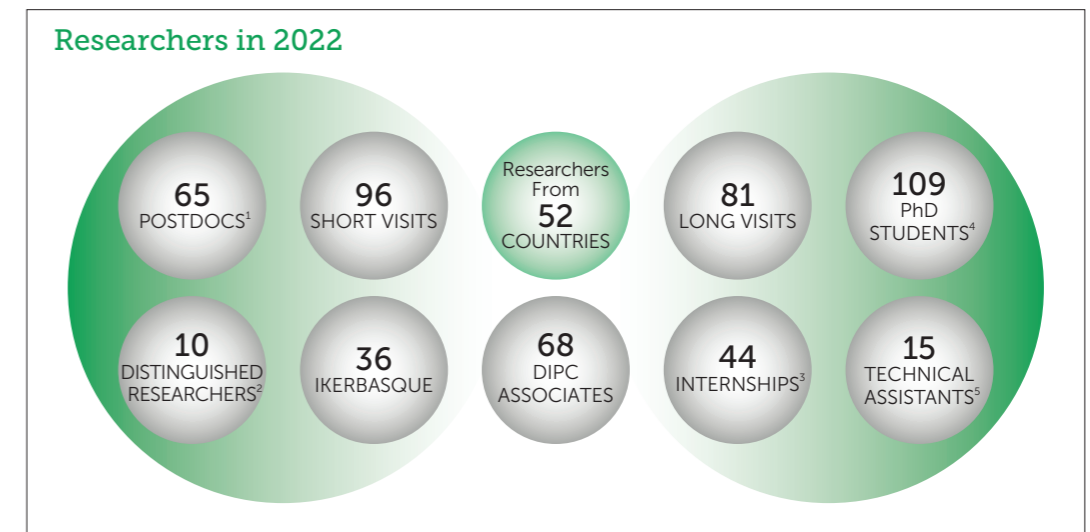 Researchers in 2022
65
POSTDOCS¹
96
SHORT VISITS
Researchers
From
52
COUNTRIES
81
LONG VISITS
109
PhD
STUDENTS⁴
10
DISTINGUISHED
RESEARCHERS²
36
IKERBASQUE
68
DIPC
ASSOCIATES
44
INTERNSHIPS³
15
TECHNICAL
ASSISTANTS⁵